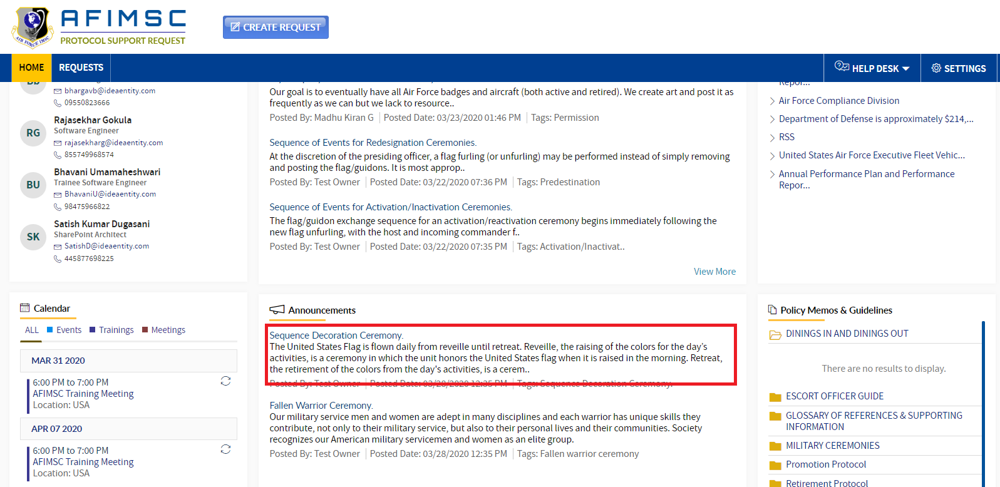 AFIMSC
PROTOCOL SUPPORT REQUEST
AIR FORCE IMSC
CREATE REQUEST
HOME
REQUESTS
HELP DESK
SETTINGS
bhargavb@ideaentity.com
09550823666
RG
Rajasekhar Gokula
Software Engineer
rajasekharg@ideaentity.com
855749968574
BU
Bhavani Umamaheshwari
Trainee Software Engineer
BhavaniU@ideaentity.com
98475966822
SK
Satish Kumar Dugasani
SharePoint Architect
SatishD@ideaentity.com
445877698225
Our goal is to eventually have all Air Force badges and aircraft (both active and retired). We create art and post it as
frequently as we can but we lack to resource..
Posted By: Madhu Kiran G | Posted Date: 03/23/2020 01:46 PM | Tags: Permission
Sequence of Events for Redesignation Ceremonies.
At the discretion of the presiding officer, a flag furling (or unfurling) may be performed instead of simply removing
and posting the flag/guidons. It is most approp..
Posted By: Test Owner | Posted Date: 03/22/2020 07:36 PM | Tags: Predestination
Sequence of Events for Activation/Inactivation Ceremonies.
The flag/guidon exchange sequence for an activation/reactivation ceremony begins immediately following the
new flag unfurling, with the host and incoming commander f..
Posted By: Test Owner | Posted Date: 03/22/2020 07:35 PM | Tags: Activation/Inactivat..
View More
Repor...
Air Force Compliance Division
Department of Defense is approximately $214,...
RSS
United States Air Force Executive Fleet Vehic...
Annual Performance Plan and Performance
Repor...
Calendar
ALL Events Trainings Meetings
MAR 31 2020
6:00 PM to 7:00 PM
AFIMSC Training Meeting
Location: USA
APR 07 2020
6:00 PM to 7:00 PM
AFIMSC Training Meeting
Location: USA
Announcements
Sequence Decoration Ceremony.
The United States Flag is flown daily from reveille until retreat. Reveille, the raising of the colors for the day’s
activities, is a ceremony in which the unit honors the United States flag when it is raised in the morning. Retreat,
the retirement of the colors from the day's activities, is a cerem..
Posted By: Test Owner | Posted Date: 03/28/2020 12:35 PM | Tags: Sequence Decoration Ceremony.
Fallen Warrior Ceremony.
Our military service men and women are adept in many disciplines and each warrior has unique skills they
contribute, not only to their military service, but also to their personal lives and their communities. Society
recognizes our American military servicemen and women as an elite group.
Posted By: Test Owner | Posted Date: 03/28/2020 12:35 PM | Tags: Fallen warrior ceremony
Policy Memos & Guidelines
DININGS IN AND DININGS OUT
There are no results to display.
ESCORT OFFICER GUIDE
GLOSSARY OF REFERENCES & SUPPORTING
INFORMATION
MILITARY CEREMONIES
Promotion Protocol
Retirement Protocol